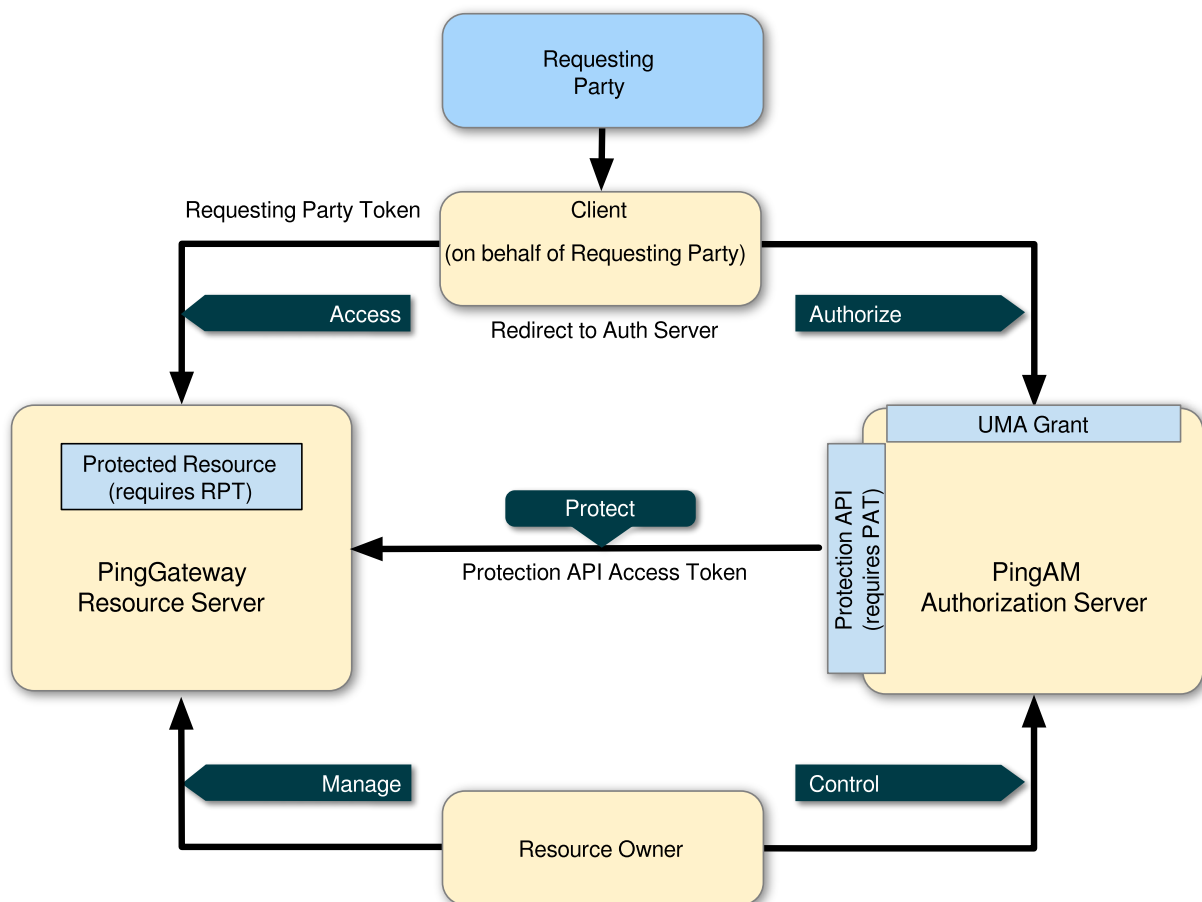 Requesting
Party
Requesting Party Token
Client
(on behalf of Requesting Party)
Access
Authorize
Redirect to Auth Server
UMA Grant
Protected Resource
(requires RPT)
Protect
Protection API
(requires PAT)
PingGateway
Resource Server
Protection API Access Token
PingAM
Authorization Server
Manage
Control
Resource Owner